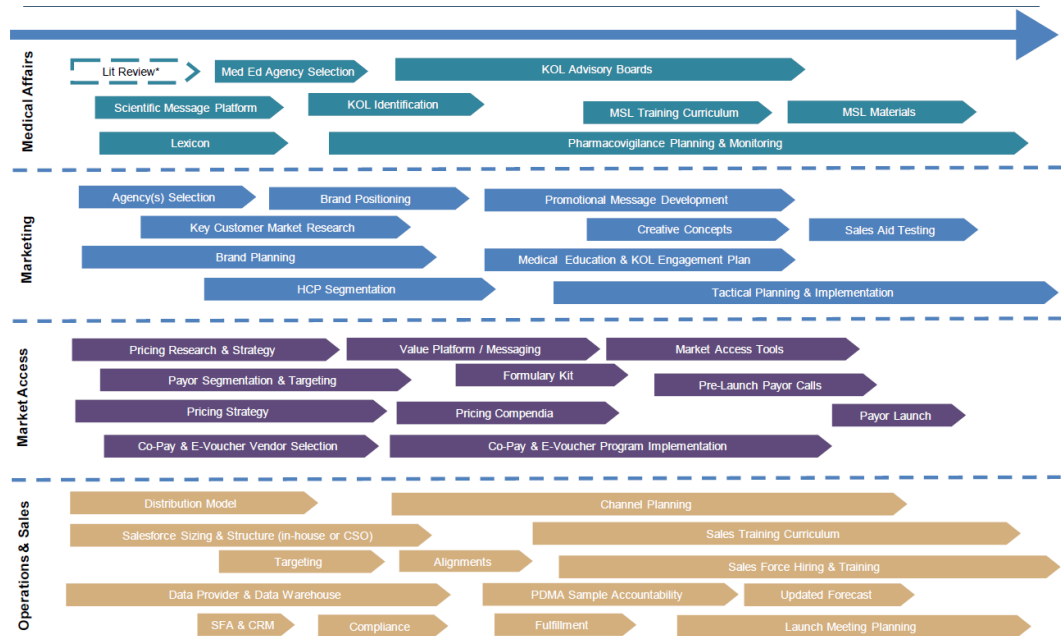 Medical Affairs
Lit Review*
Med Ed Agency Selection
KOL Advisory Boards
Scientific Message Platform
KOL Identification
MSL Training Curriculum
MSL Materials
Lexicon
Pharmacovigilance Planning & Monitoring
Marketing
Agency(s) Selection
Brand Positioning
Promotional Message Development
Key Customer Market Research
Creative Concepts
Sales Aid Testing
Brand Planning
Medical Education & KOL Engagement Plan
HCP Segmentation
Tactical Planning & Implementation
Market Access
Pricing Research & Strategy
Value Platform / Messaging
Market Access Tools
Payor Segmentation & Targeting
Formulary Kit
Pre-Launch Payor Calls
Pricing Strategy
Pricing Compendia
Payor Launch
Co-Pay & E-Voucher Vendor Selection
Co-Pay & E-Voucher Program Implementation
Operations & Sales
Distribution Model
Channel Planning
Salesforce Sizing & Structure (in-house or CSO)
Sales Training Curriculum
Targeting
Alignments
Sales Force Hiring & Training
Data Provider & Data Warehouse
PDMA Sample Accountability
Updated Forecast
SFA & CRM
Compliance
Fulfillment
Launch Meeting Planning